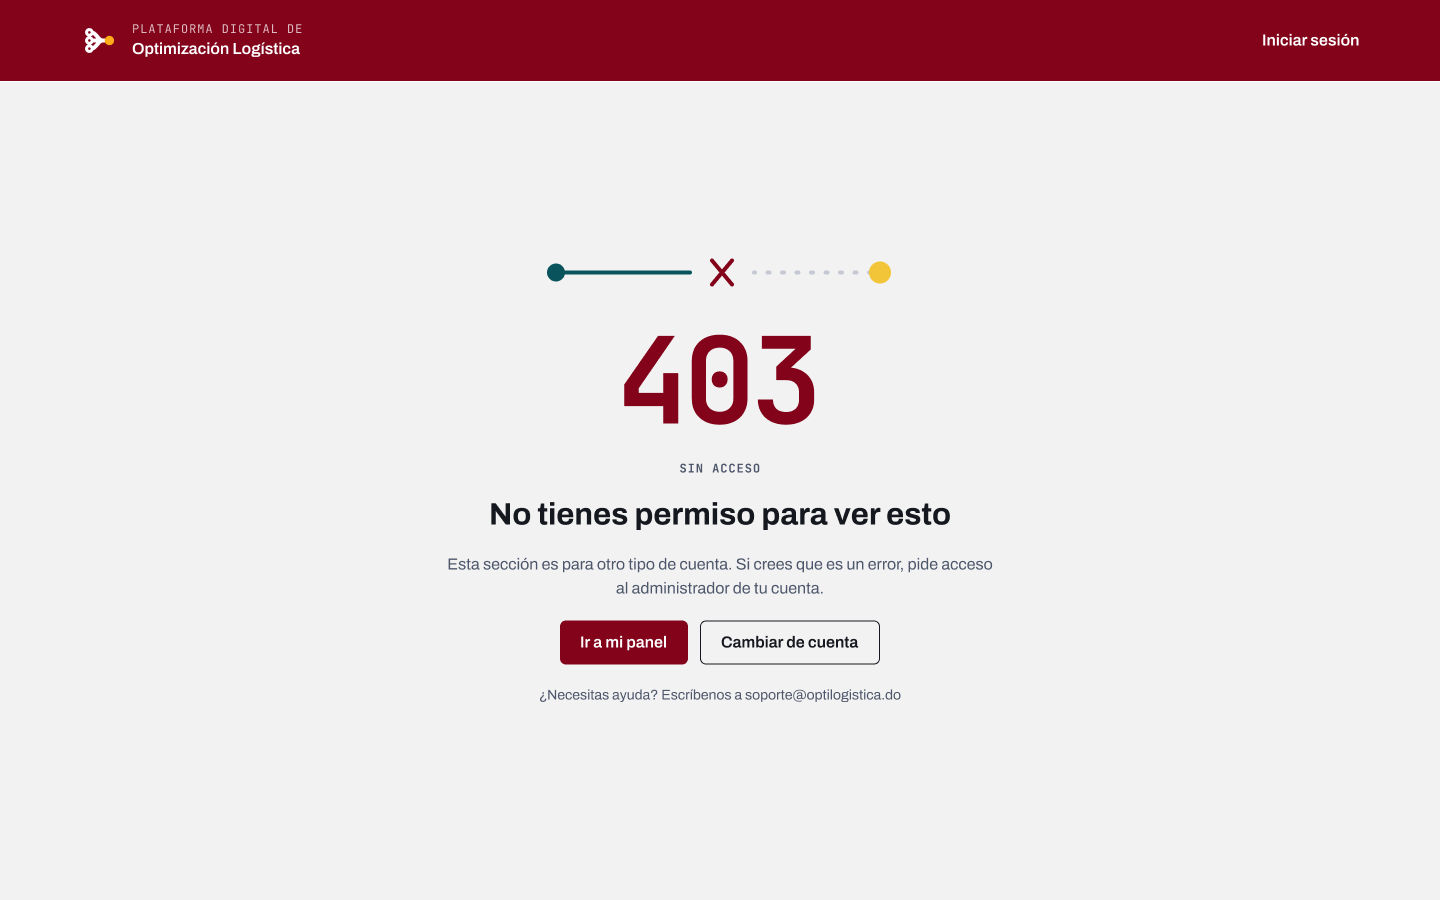 PLATAFORMA DIGITAL DE
Optimización Logística
Iniciar sesión
403
SIN ACCESO
No tienes permiso para ver esto
Esta sección es para otro tipo de cuenta. Si crees que es un error, pide acceso
al administrador de tu cuenta.
Ir a mi panel
Cambiar de cuenta
¿Necesitas ayuda? Escríbenos a soporte@optilogistica.do